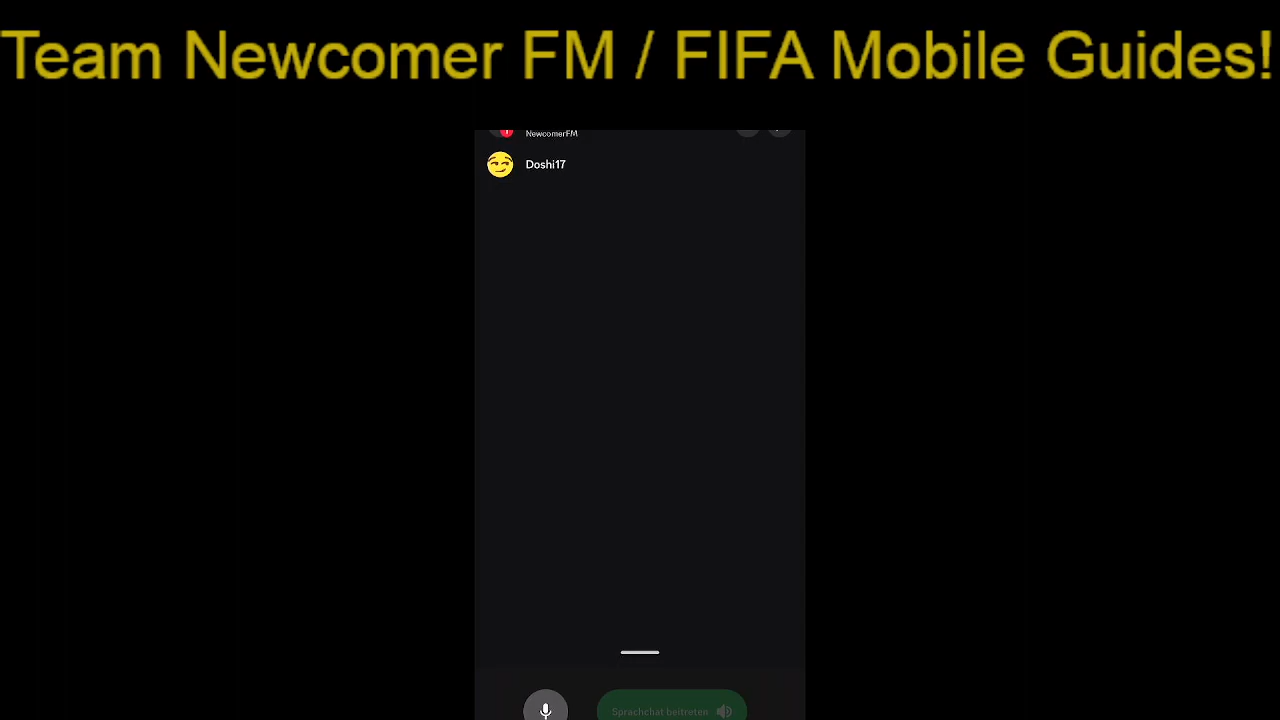 Team Newcomer FM / FIFA Mobile Guides!
NewcomerFM
Doshi17
Sprachchat beitreten